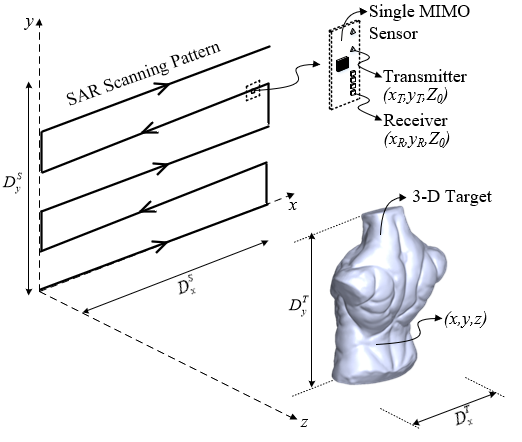 y
SAR Scanning Pattern
Single MIMO
Sensor
Transmitter
(x_T,y_T,Z_0)
Receiver
(x_R,y_R,Z_0)
D_y^S
x
D_x^S
3-D Target
D_y^T
(x,y,z)
z
D_x^T